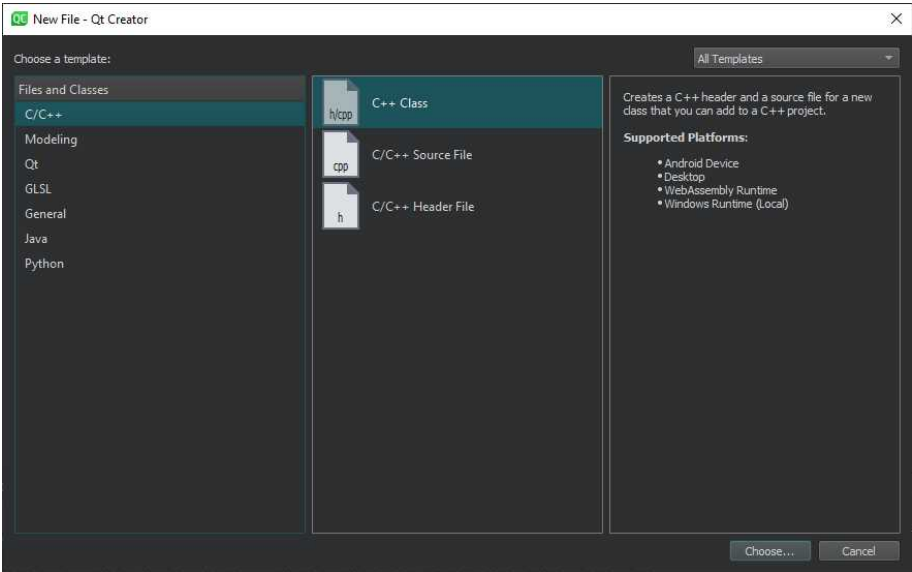 QC New File - Qt Creator
Choose a template:
All Templates
Files and Classes
C/C++
Modeling
Qt
GLSL
General
Java
Python
h/cpp
C++ Class
cpp
C/C++ Source File
h
C/C++ Header File
Creates a C++ header and a source file for a new
class that you can add to a C++ project.
Supported Platforms:
• Android Device
• Desktop
• WebAssembly Runtime
• Windows Runtime (Local)
Choose...
Cancel